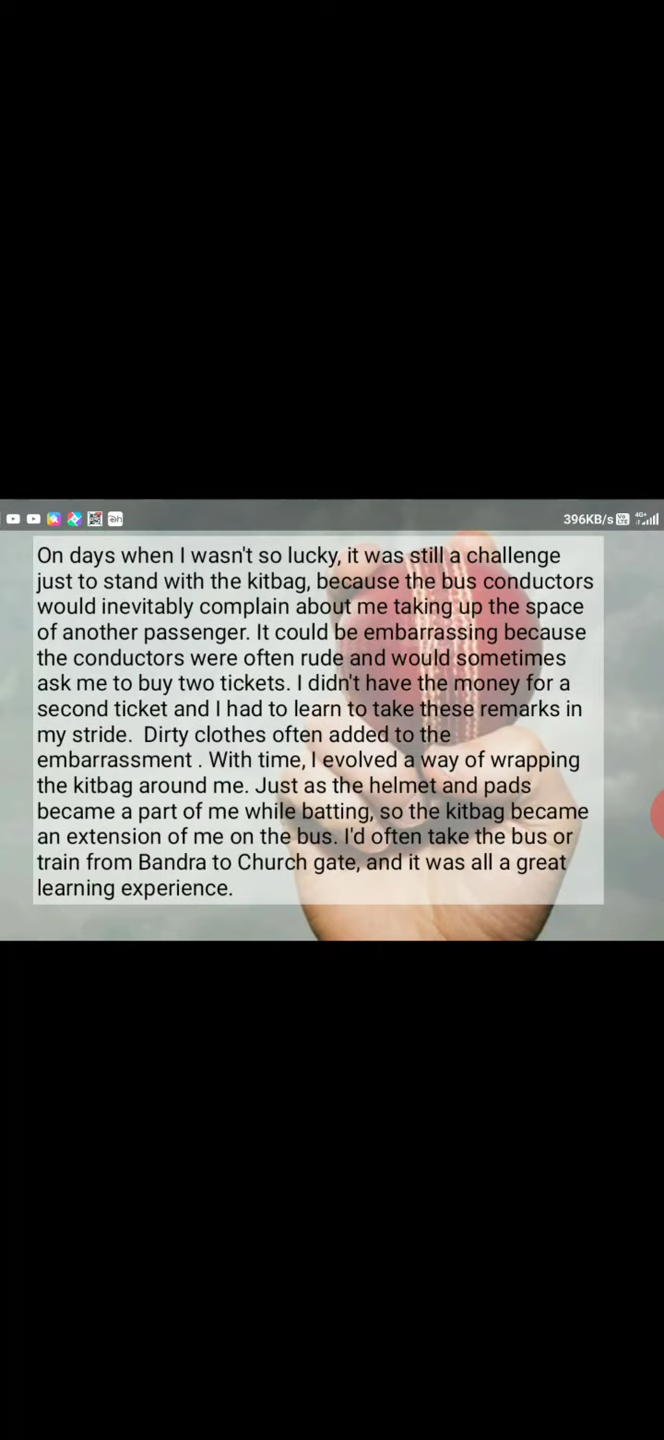 396KB/s Vo LTE 4G+
On days when I wasn't so lucky, it was still a challenge
just to stand with the kitbag, because the bus conductors
would inevitably complain about me taking up the space
of another passenger. It could be embarrassing because
the conductors were often rude and would sometimes
ask me to buy two tickets. I didn't have the money for a
second ticket and I had to learn to take these remarks in
my stride.  Dirty clothes often added to the
embarrassment . With time, I evolved a way of wrapping
the kitbag around me. Just as the helmet and pads
became a part of me while batting, so the kitbag became
an extension of me on the bus. I'd often take the bus or
train from Bandra to Church gate, and it was all a great
learning experience.